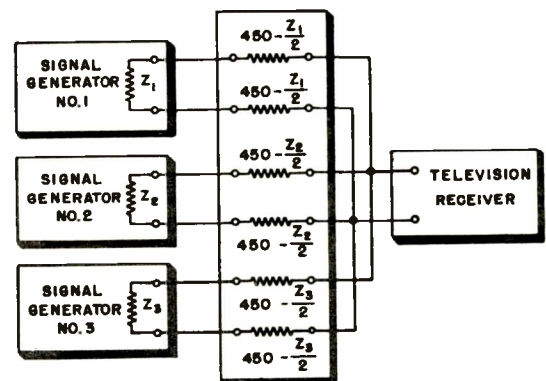 SIGNAL
GENERATOR
NO.1
Z₁
450 - Z₁/2
450 - Z₁/2
SIGNAL
GENERATOR
NO.2
Z₂
450 - Z₂/2
450 - Z₂/2
SIGNAL
GENERATOR
NO.3
Z₃
450 - Z₃/2
450 - Z₃/2
TELEVISION
RECEIVER